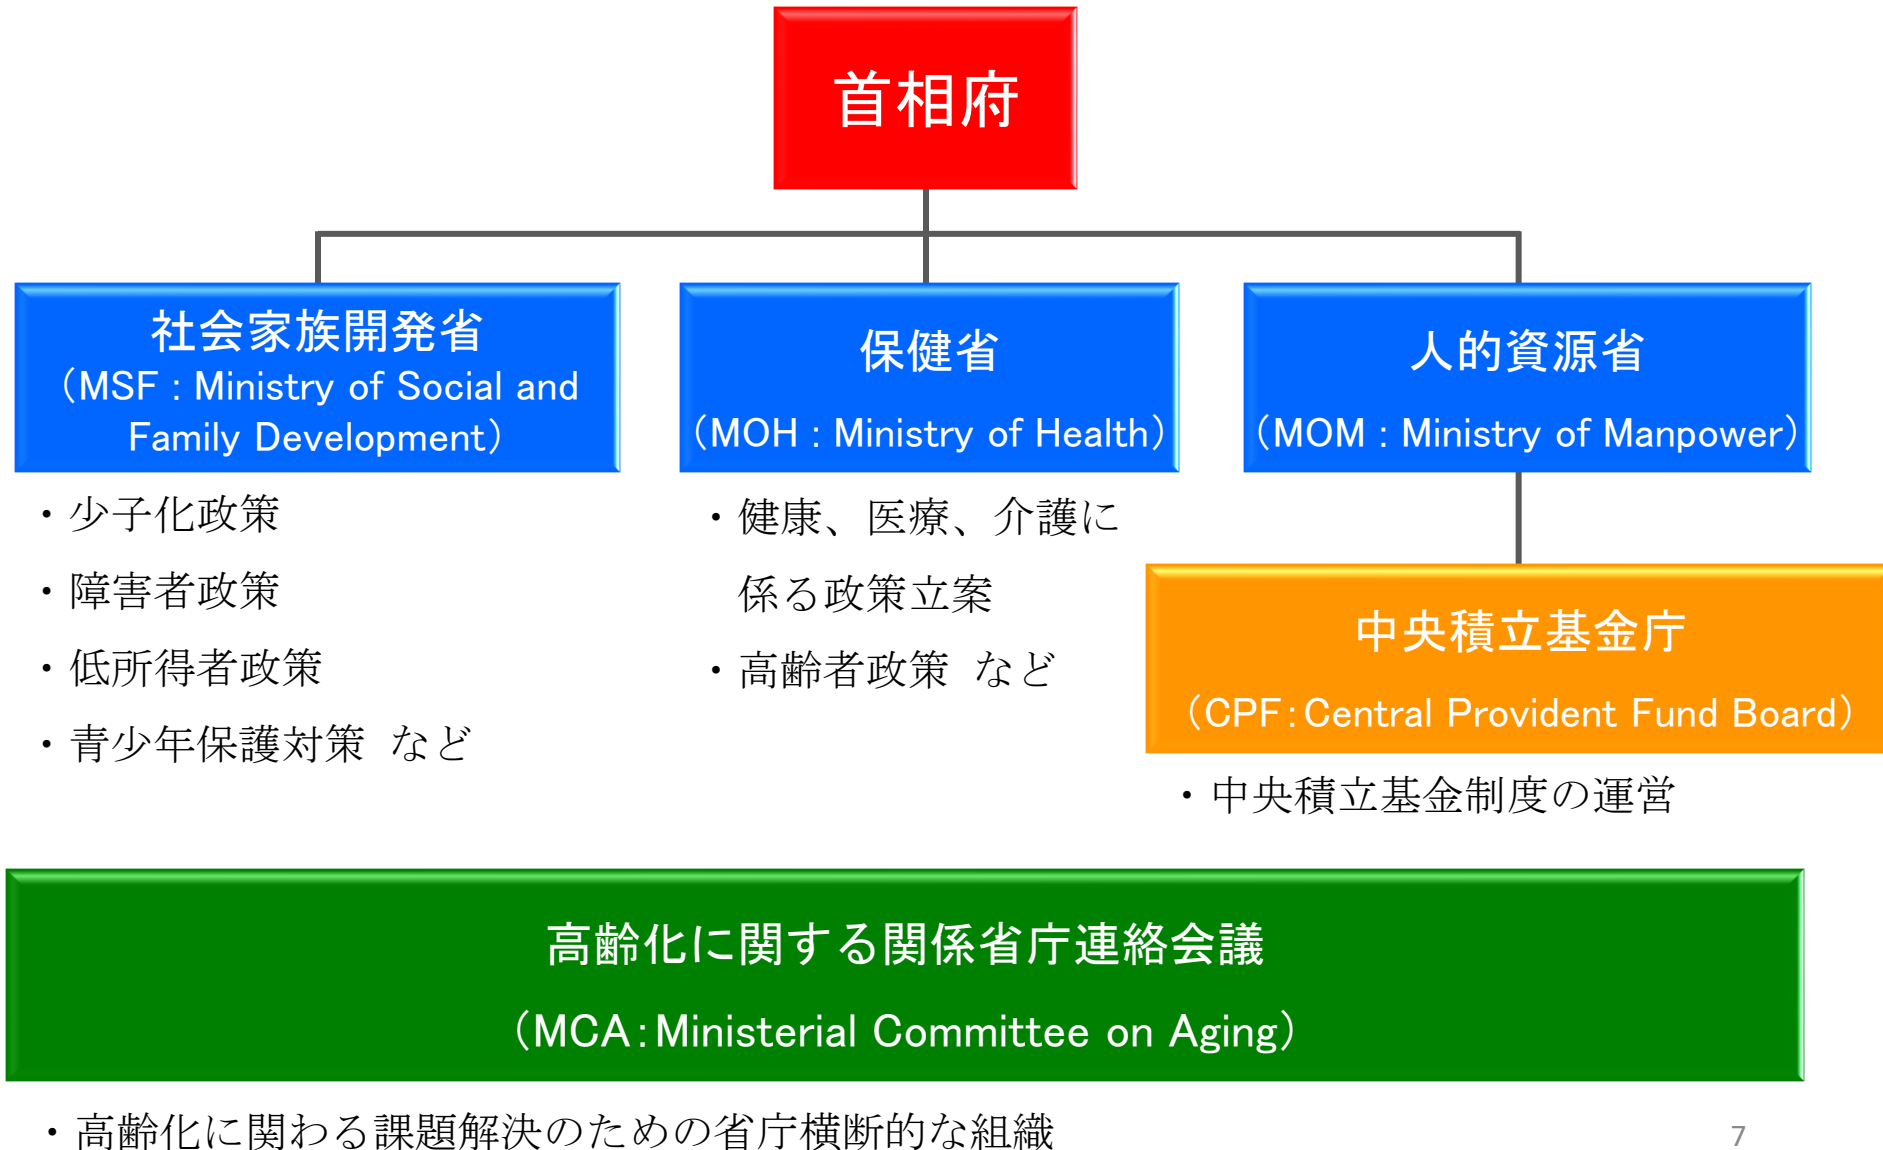 首相府
社会家族開発省
（MSF : Ministry of Social and
Family Development）
・少子化政策
・障害者政策
・低所得者政策
・青少年保護対策 など
保健省
（MOH : Ministry of Health）
・健康、医療、介護に
係る政策立案
・高齢者政策 など
人的資源省
（MOM : Ministry of Manpower）
中央積立基金庁
（CPF：Central Provident Fund Board）
・中央積立基金制度の運営
高齢化に関する関係省庁連絡会議
（MCA：Ministerial Committee on Aging）
・高齢化に関わる課題解決のための省庁横断的な組織
7